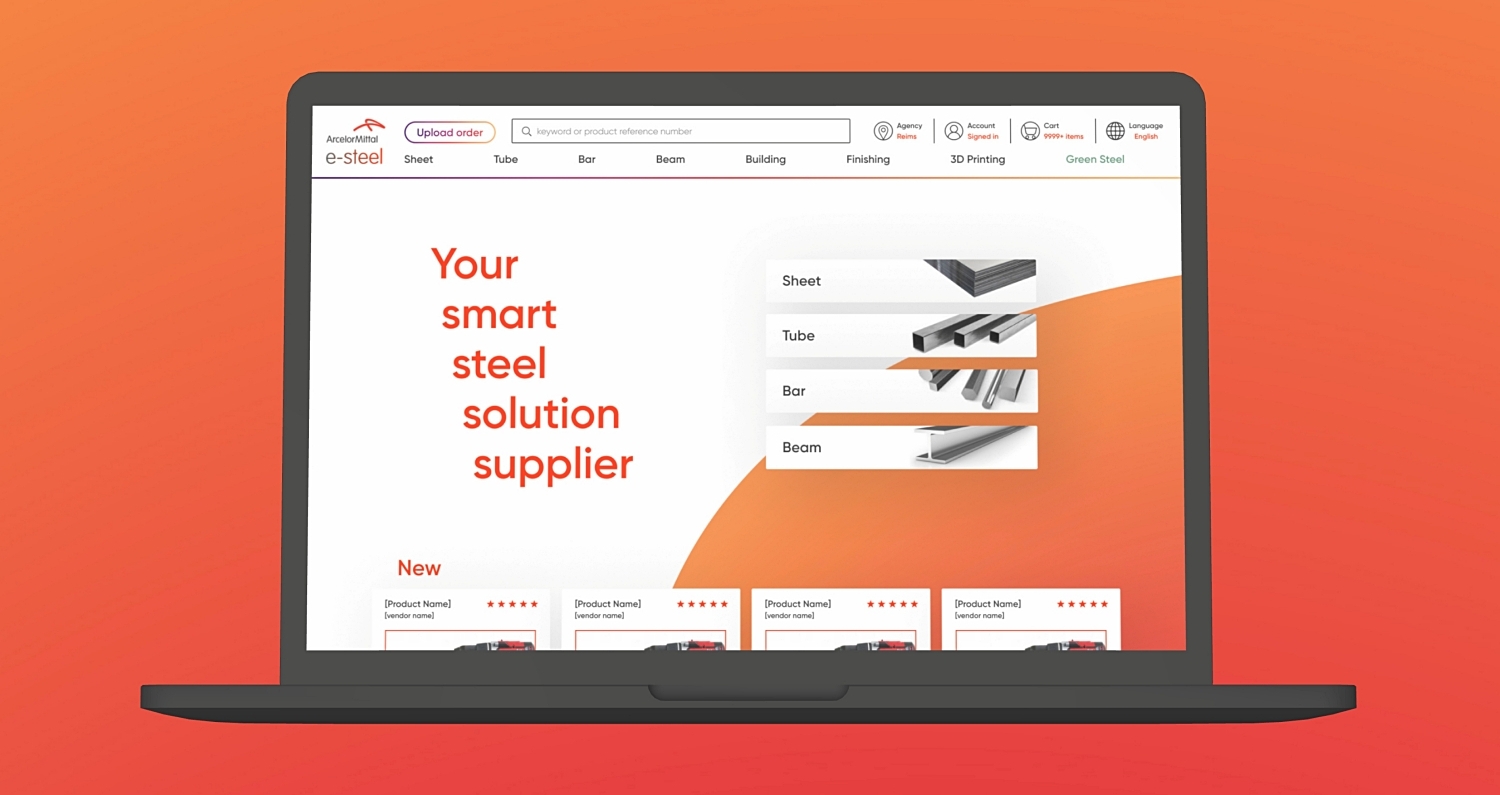 ArcelorMittal
e-steel
Upload order
keyword or product reference number
Agency
Reims
Account
Signed in
Cart
9999+ items
Language
English
Sheet Tube Bar Beam Building Finishing 3D Printing Green Steel
Your
smart
steel
solution
supplier
Sheet
Tube
Bar
Beam
New
[Product Name]
[vendor name]
[Product Name]
[vendor name]
[Product Name]
[vendor name]
[Product Name]
[vendor name]